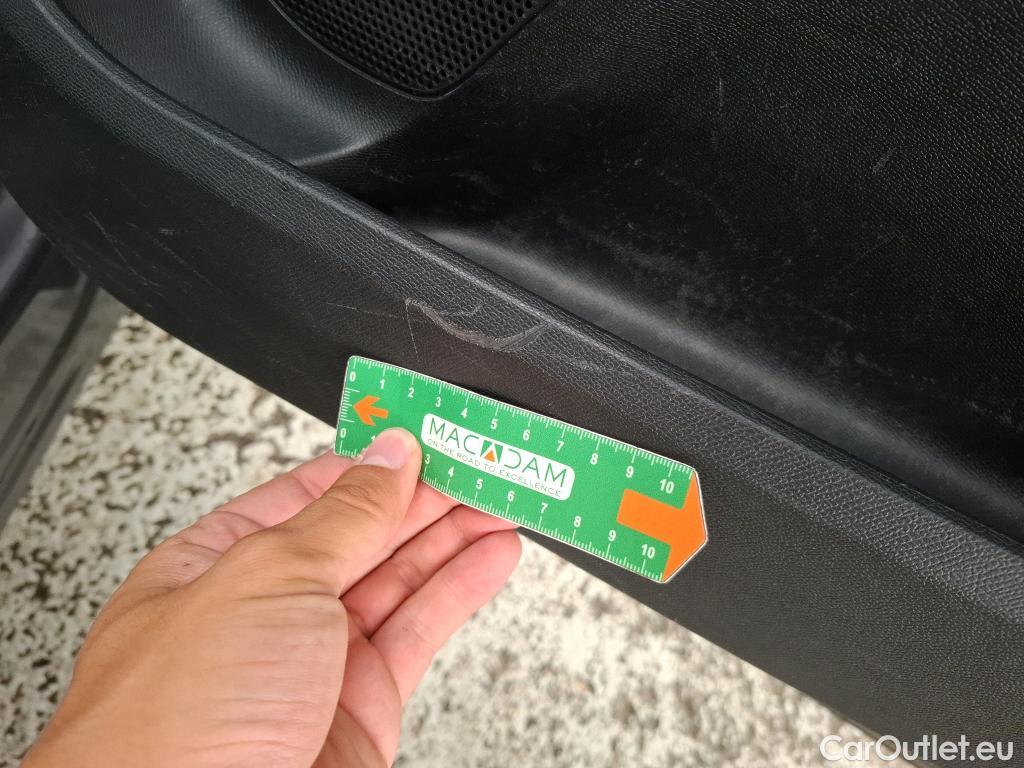 0 1 2 3 4 5 6 7 8 9 10
MACADAM
ON THE ROAD TO EXCELLENCE
0 1 3 4 5 6 7 8 9 10
CarOutlet.eu